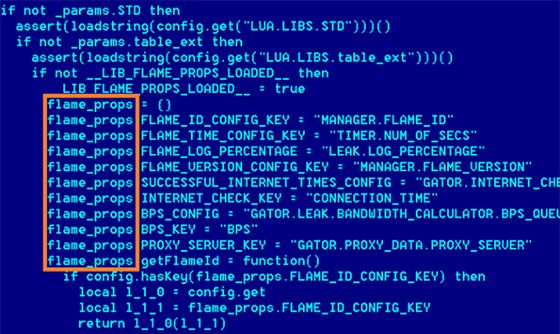 if not _params.STD then
assert(loadstring(config.get("LUA.LIBS.STD")))()
if not _params.table_ext then
assert(loadstring(config.get("LUA.LIBS.table_ext")))()
if not __LIB_FLAME_PROPS_LOADED__ then
LIB FLAME_PROPS_LOADED__ = true
flame_props = {}
flame_props FLAME_ID_CONFIG_KEY = "MANAGER.FLAME_ID"
flame_props FLAME_TIME_CONFIG_KEY = "TIMER.NUM_OF_SECS"
flame_props FLAME_LOG_PERCENTAGE = "LEAK.LOG_PERCENTAGE"
flame_props FLAME_VERSION_CONFIG_KEY = "MANAGER.FLAME_VERSION"
flame_props SUCCESSFUL_INTERNET_TIMES_CONFIG = "GATOR.INTERNET_CHE
flame_props INTERNET_CHECK_KEY = "CONNECTION_TIME"
flame_props BPS_CONFIG = "GATOR.LEAK.BANDWIDTH_CALCULATOR.BPS_QUEU
flame_props BPS_KEY = "BPS"
flame_props PROXY_SERVER_KEY = "GATOR.PROXY_DATA.PROXY_SERVER"
flame_props getFlameId = function()
if config.hasKey(flame_props.FLAME_ID_CONFIG_KEY) then
local l_1_0 = config.get
local l_1_1 = flame_props.FLAME_ID_CONFIG_KEY
return l_1_0(l_1_1)